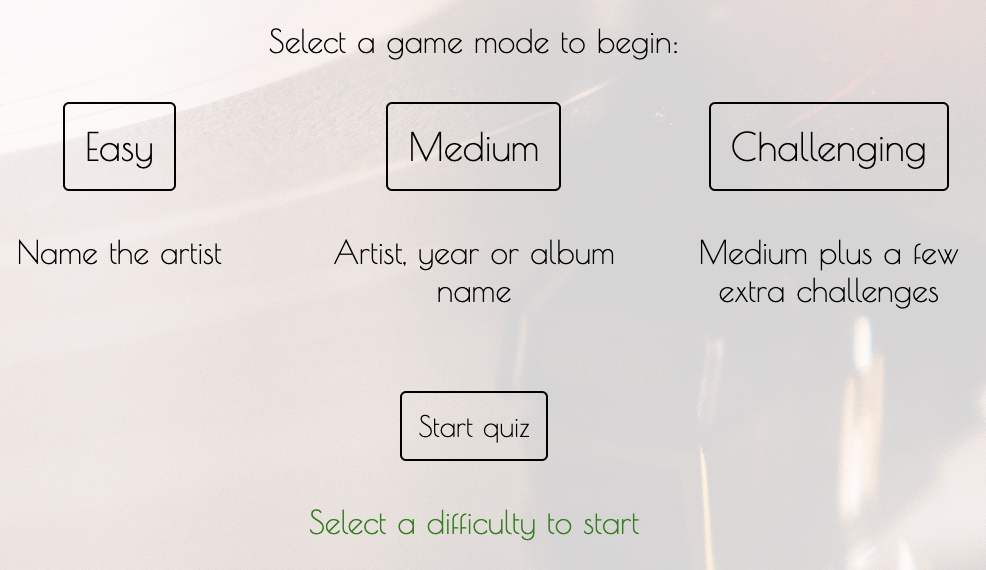 Select a game mode to begin:
Easy
Medium
Challenging
Name the artist
Artist, year or album
name
Medium plus a few
extra challenges
Start quiz
Select a difficulty to start